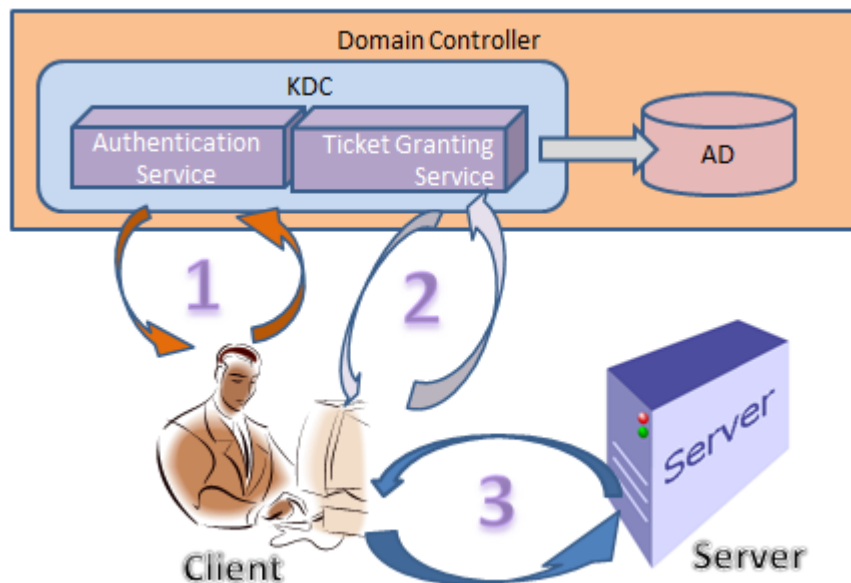 Domain Controller
KDC
Authentication
Service
Ticket Granting
Service
AD
1
2
3
Server
Client
Server